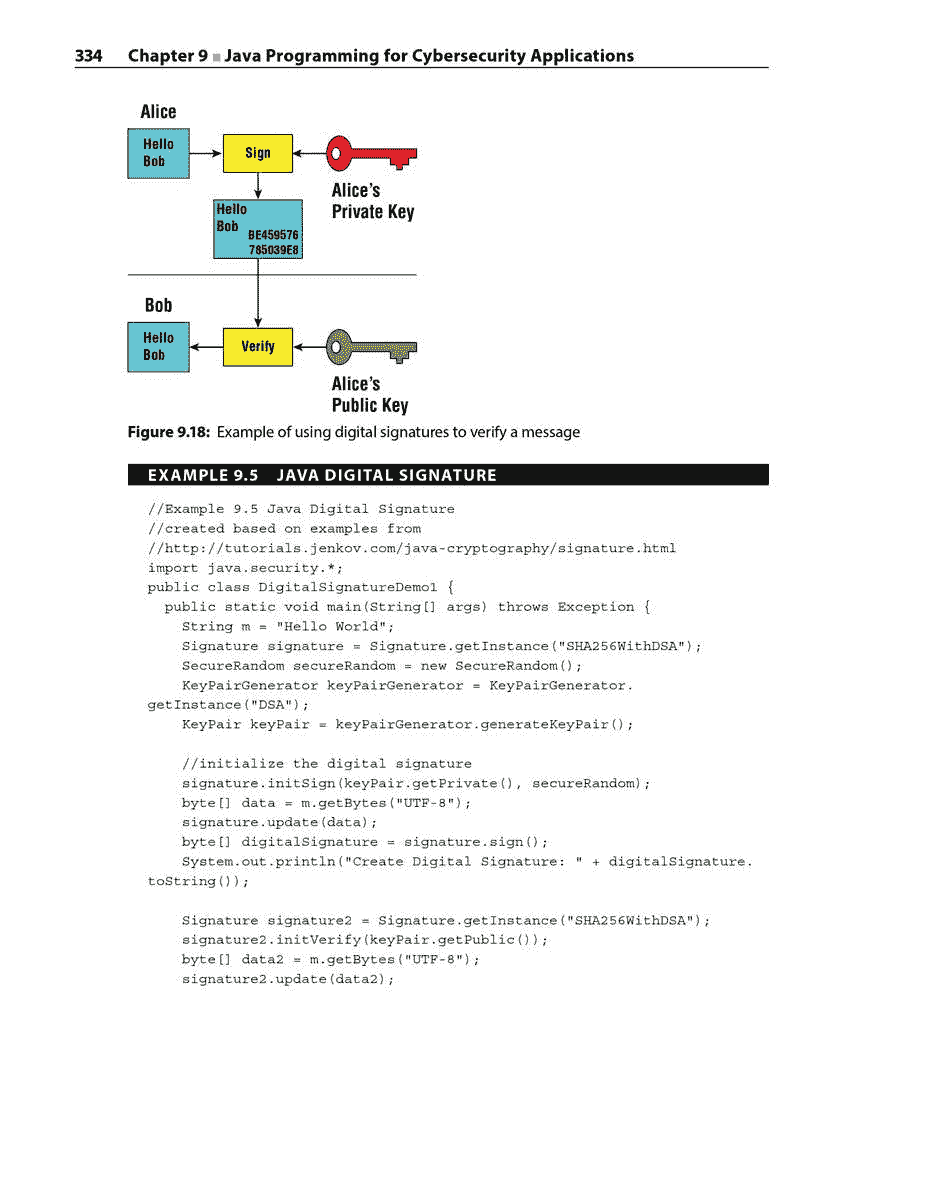 334 Chapter 9 ■ Java Programming for Cybersecurity Applications
Alice
Hello
Bob
Sign
Alice's
Private Key
Hello
Bob
BE459576
785039E8
Bob
Hello
Bob
Verify
Alice's
Public Key
Figure 9.18: Example of using digital signatures to verify a message
EXAMPLE 9.5 JAVA DIGITAL SIGNATURE
//Example 9.5 Java Digital Signature
//created based on examples from
//http://tutorials.jenkov.com/java-cryptography/signature.html
import java.security.*;
public class DigitalSignatureDemo1 {
public static void main(String[] args) throws Exception {
String m = "Hello World";
Signature signature = Signature.getInstance("SHA256WithDSA");
SecureRandom secureRandom = new SecureRandom();
KeyPairGenerator keyPairGenerator = KeyPairGenerator.
getInstance("DSA");
KeyPair keyPair = keyPairGenerator.generateKeyPair();
//initialize the digital signature
signature.initSign(keyPair.getPrivate(), secureRandom);
byte[] data = m.getBytes("UTF-8");
signature.update(data);
byte[] digitalSignature = signature.sign();
System.out.println("Create Digital Signature: " + digitalSignature.
toString());
Signature signature2 = Signature.getInstance("SHA256WithDSA");
signature2.initVerify(keyPair.getPublic());
byte[] data2 = m.getBytes("UTF-8");
signature2.update(data2);